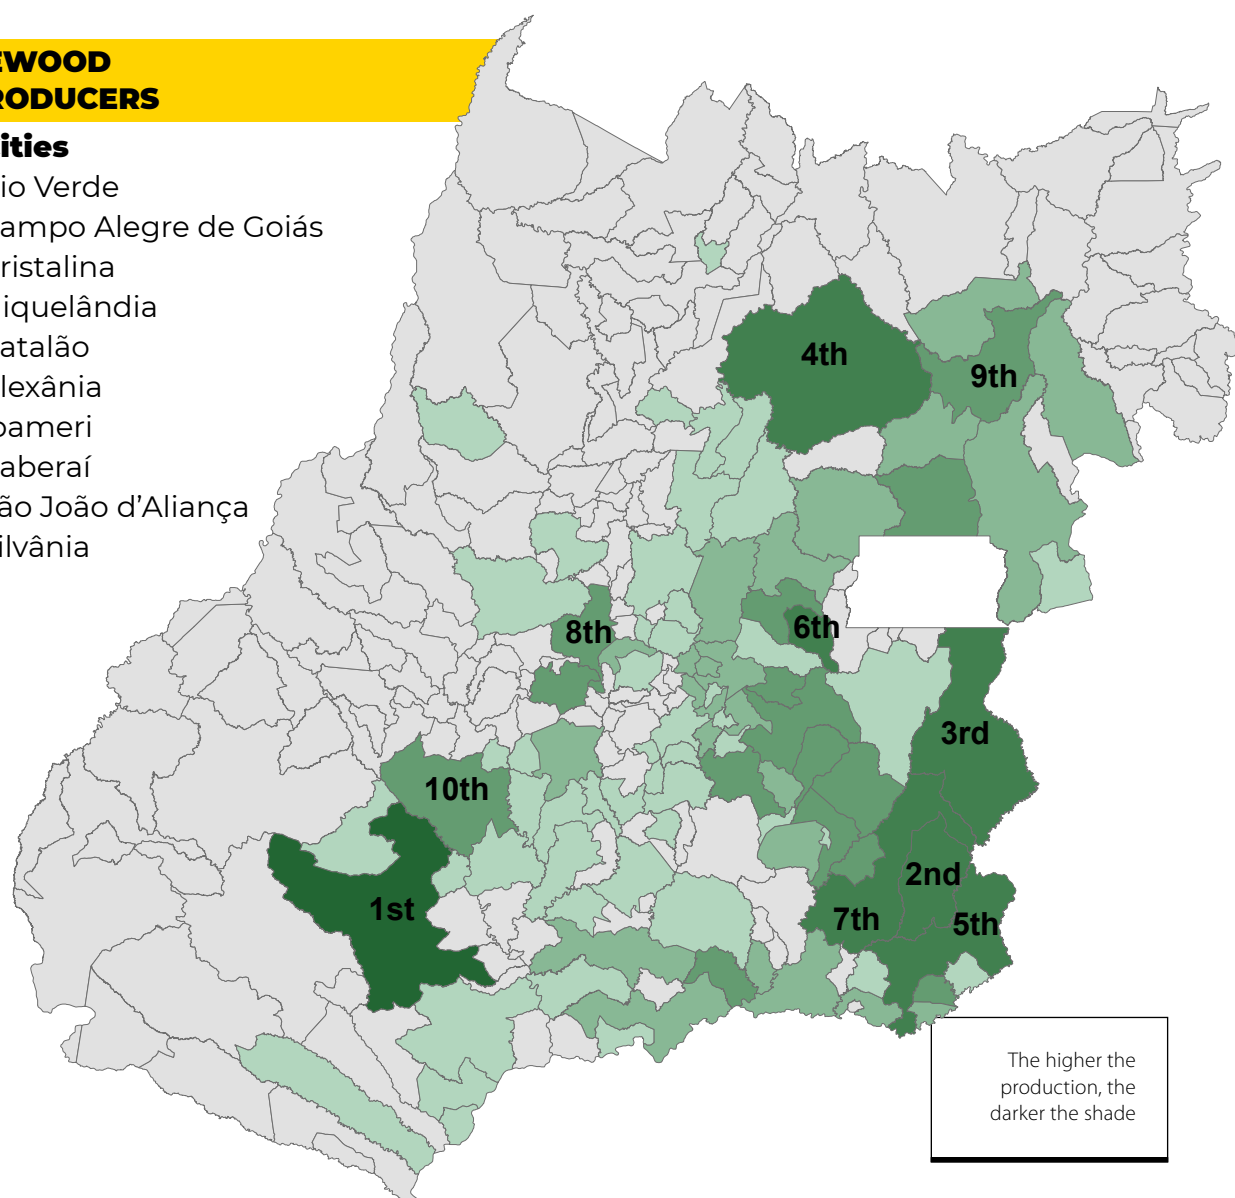 EWOOD
RODUCERS
ities
io Verde
ampo Alegre de Goiás
ristalina
iquelândia
atalão
lexânia
pameri
aberaí
ão João d’Aliança
ilvânia
4th
9th
8th
6th
3rd
10th
2nd
1st
7th
5th
The higher the
production, the
darker the shade